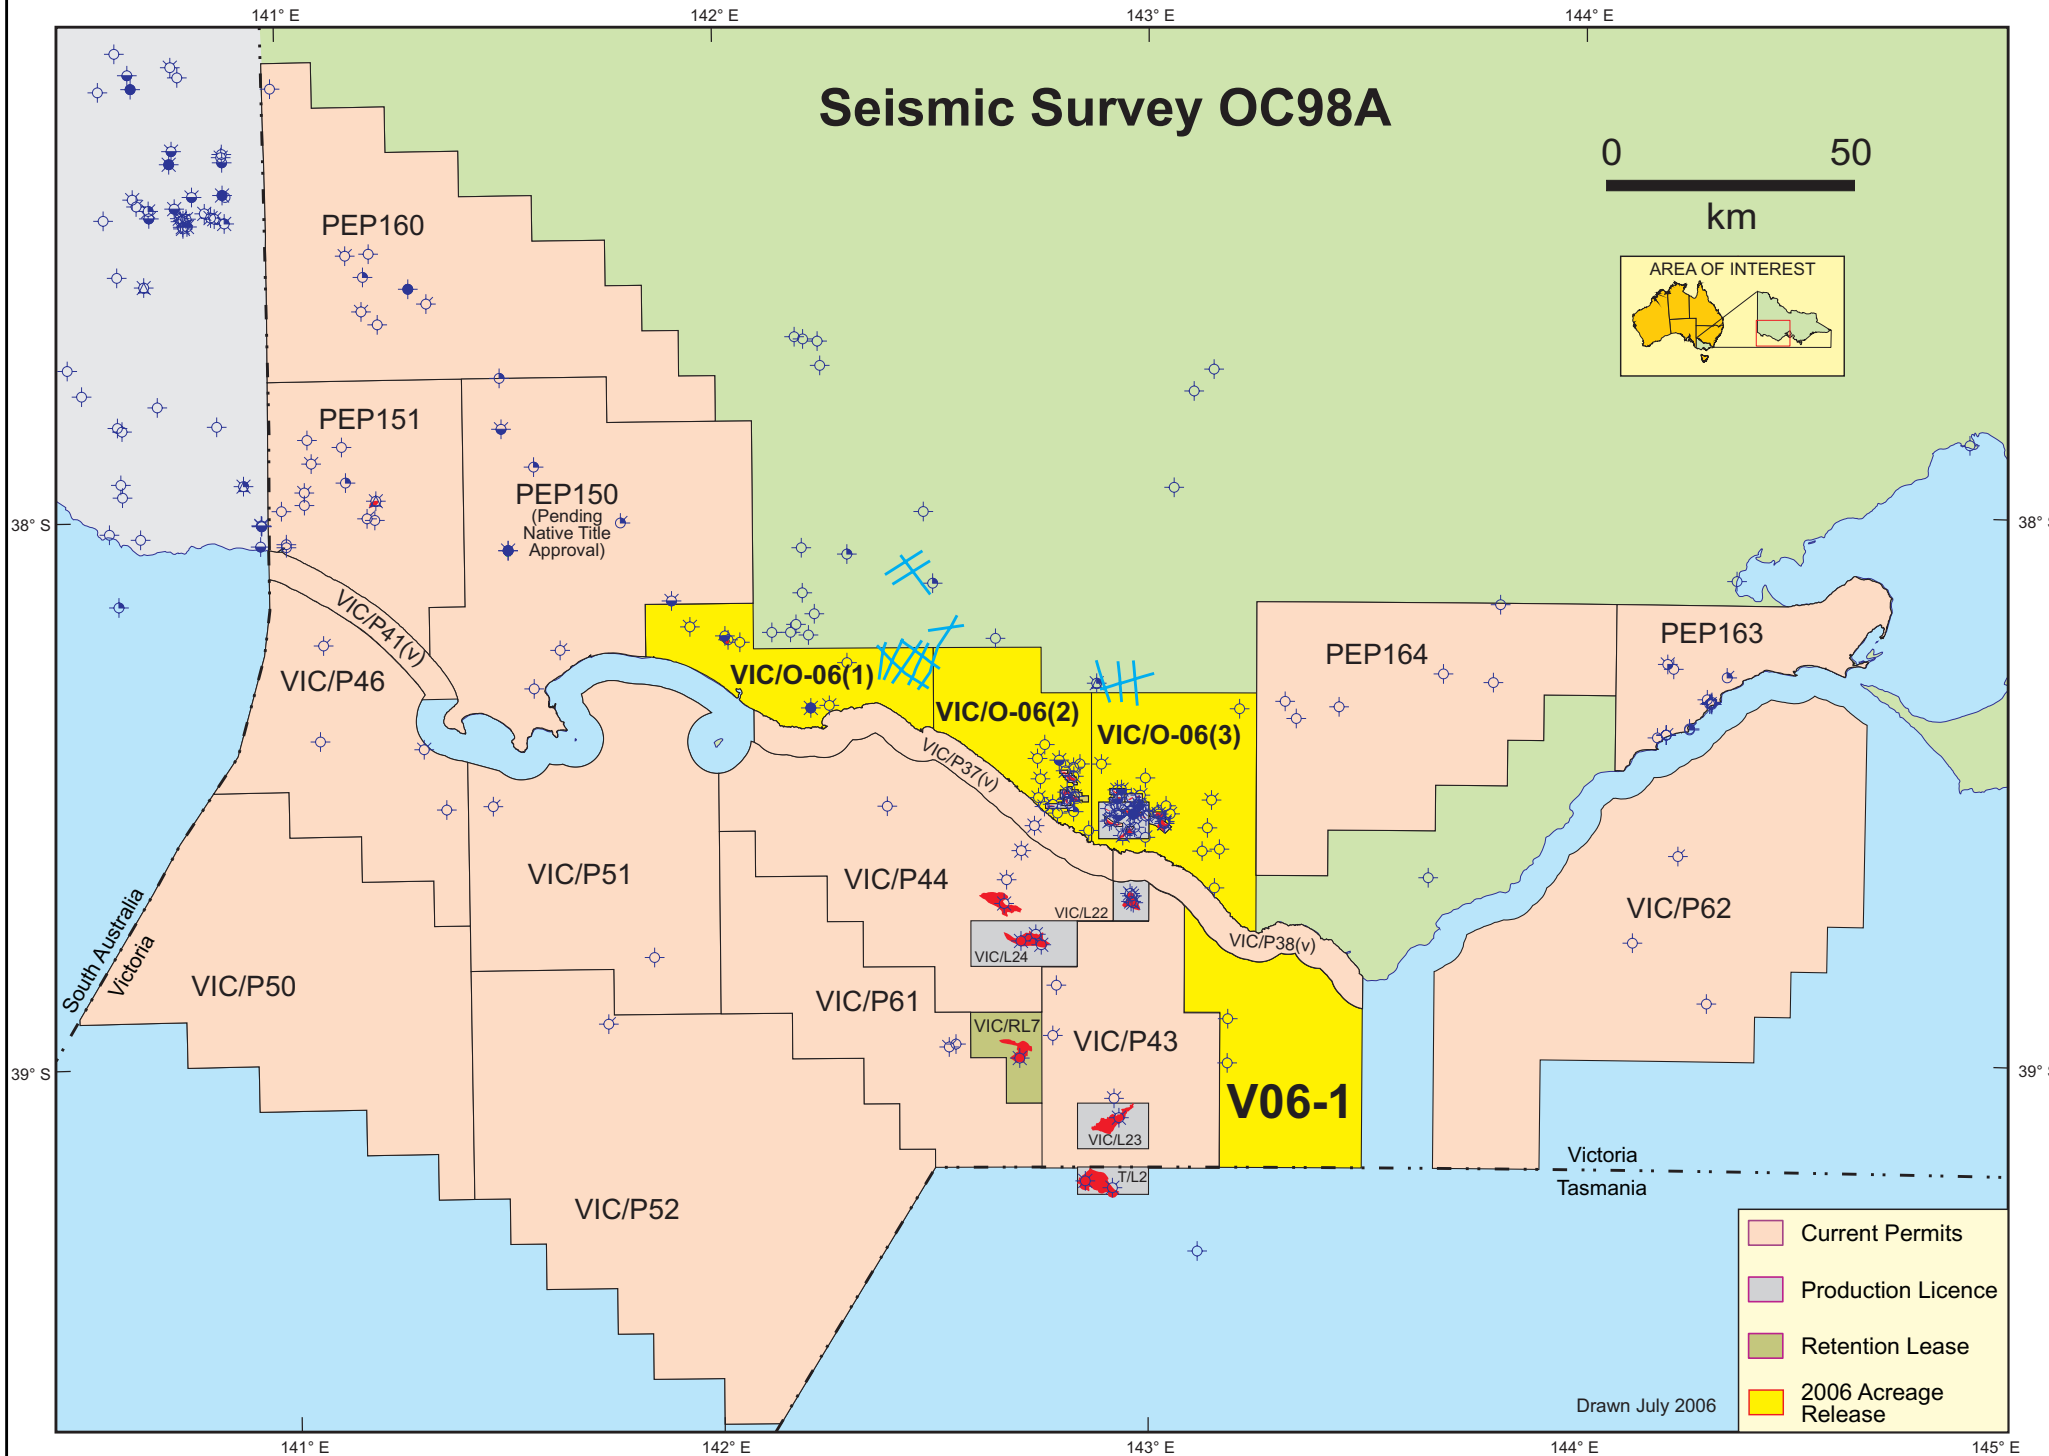 141° E
142° E
143° E
144° E
Seismic Survey OC98A
0
50
km
AREA OF INTEREST
PEP160
PEP151
PEP150
(Pending
Native Title
Approval)
38° S
38° S
VIC/P41(v)
VIC/P46
VIC/O-06(1)
VIC/O-06(2)
VIC/O-06(3)
PEP164
PEP163
VIC/P37(v)
VIC/P51
VIC/P44
VIC/L22
VIC/P62
VIC/P38(v)
VIC/L24
South Australia
Victoria
VIC/P50
VIC/P61
VIC/RL7
VIC/P43
39° S
39° S
V06-1
VIC/L23
T/L2
Victoria
Tasmania
VIC/P52
Current Permits
Production Licence
Retention Lease
2006 Acreage
Release
Drawn July 2006
141° E
142° E
143° E
144° E
145° E